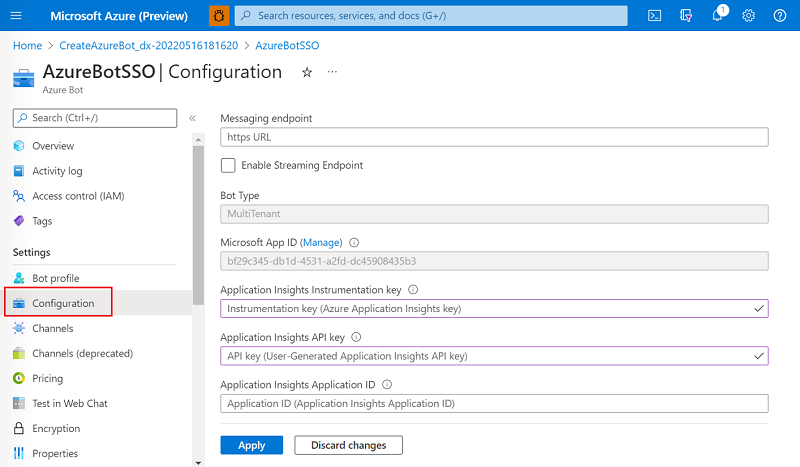 Microsoft Azure (Preview)
Search resources, services, and docs (G+/)
1
Home > CreateAzureBot_dx-20220516181620 > AzureBotSSO
AzureBotSSO | Configuration
Azure Bot
Search (Ctrl+/)
Overview
Activity log
Access control (IAM)
Tags
Settings
Bot profile
Configuration
Channels
Channels (deprecated)
Pricing
Test in Web Chat
Encryption
Properties
Messaging endpoint
https URL
Enable Streaming Endpoint
Bot Type
MultiTenant
Microsoft App ID (Manage)
bf29c345-db1d-4531-a2fd-dc45908435b3
Application Insights Instrumentation key
Instrumentation key (Azure Application Insights key)
Application Insights API key
API key (User-Generated Application Insights API key)
Application Insights Application ID
Application ID (Application Insights Application ID)
Apply
Discard changes